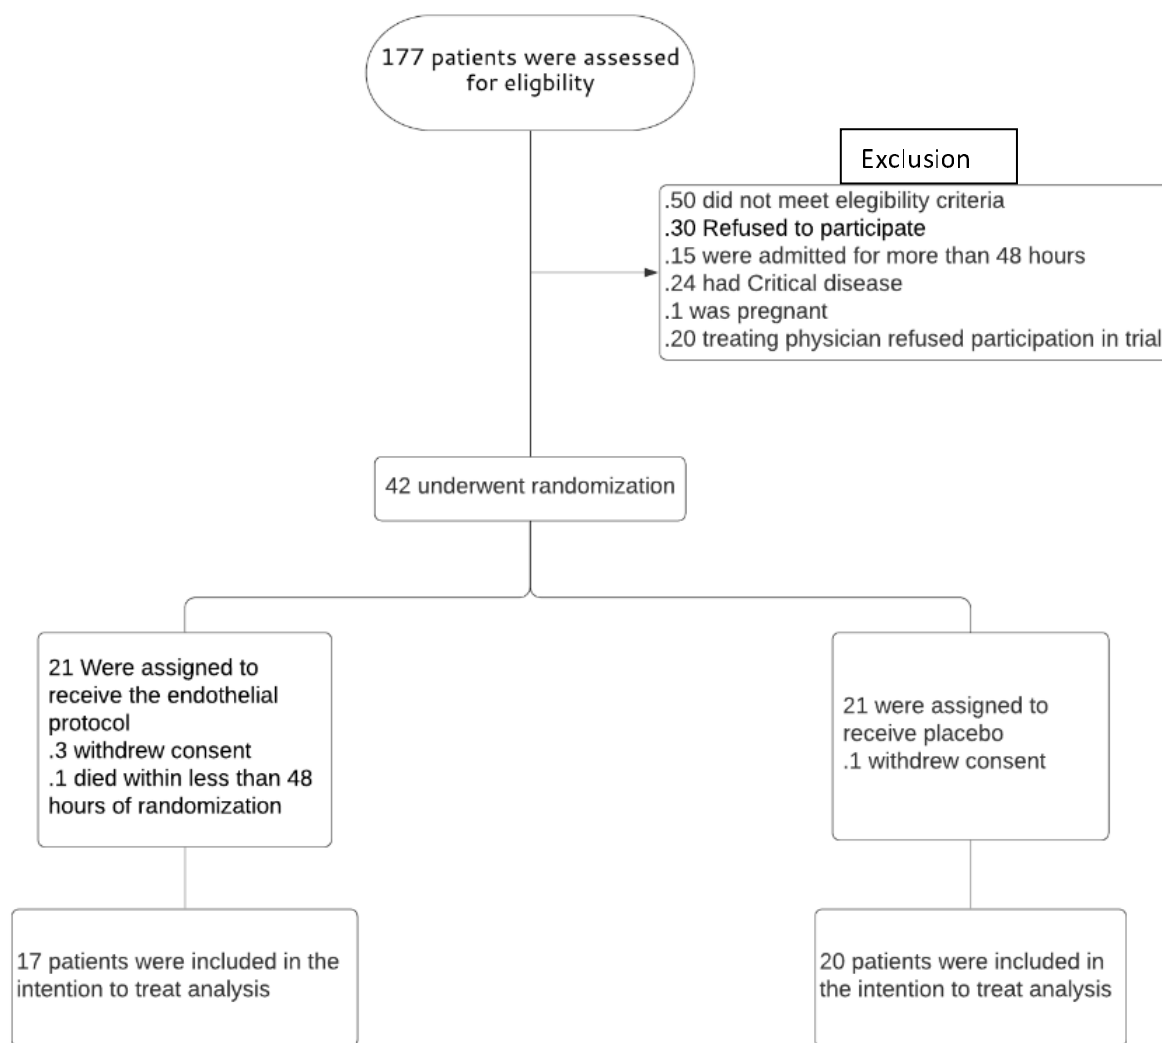 177 patients were assessed
for eligbility
Exclusion
.50 did not meet elegibility criteria
.30 Refused to participate
.15 were admitted for more than 48 hours
.24 had Critical disease
.1 was pregnant
.20 treating physician refused participation in trial
42 underwent randomization
21 Were assigned to
receive the endothelial
protocol
.3 withdrew consent
.1 died within less than 48
hours of randomization
21 were assigned to
receive placebo
.1 withdrew consent
17 patients were included in the
intention to treat analysis
20 patients were included in
the intention to treat analysis